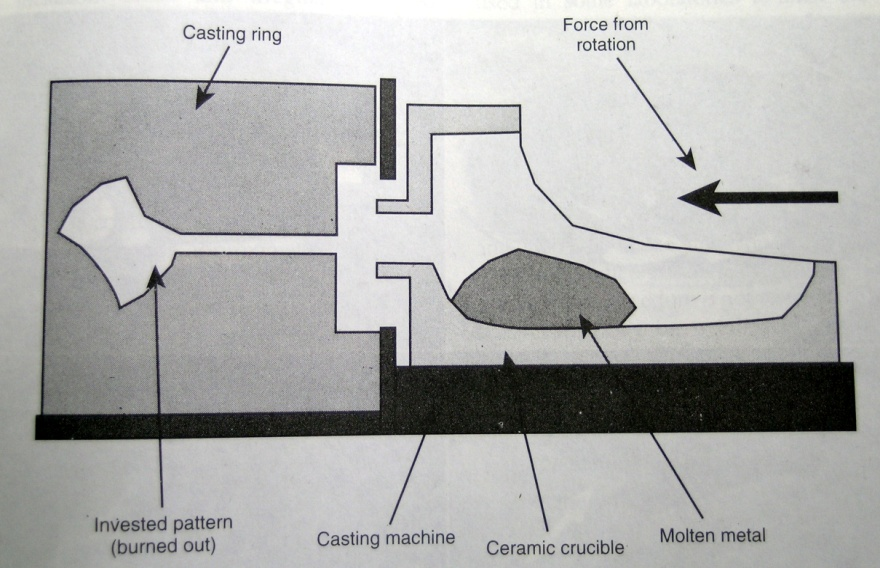 Casting ring
Force from
rotation
Invested pattern
(burned out)
Casting machine
Ceramic crucible
Molten metal